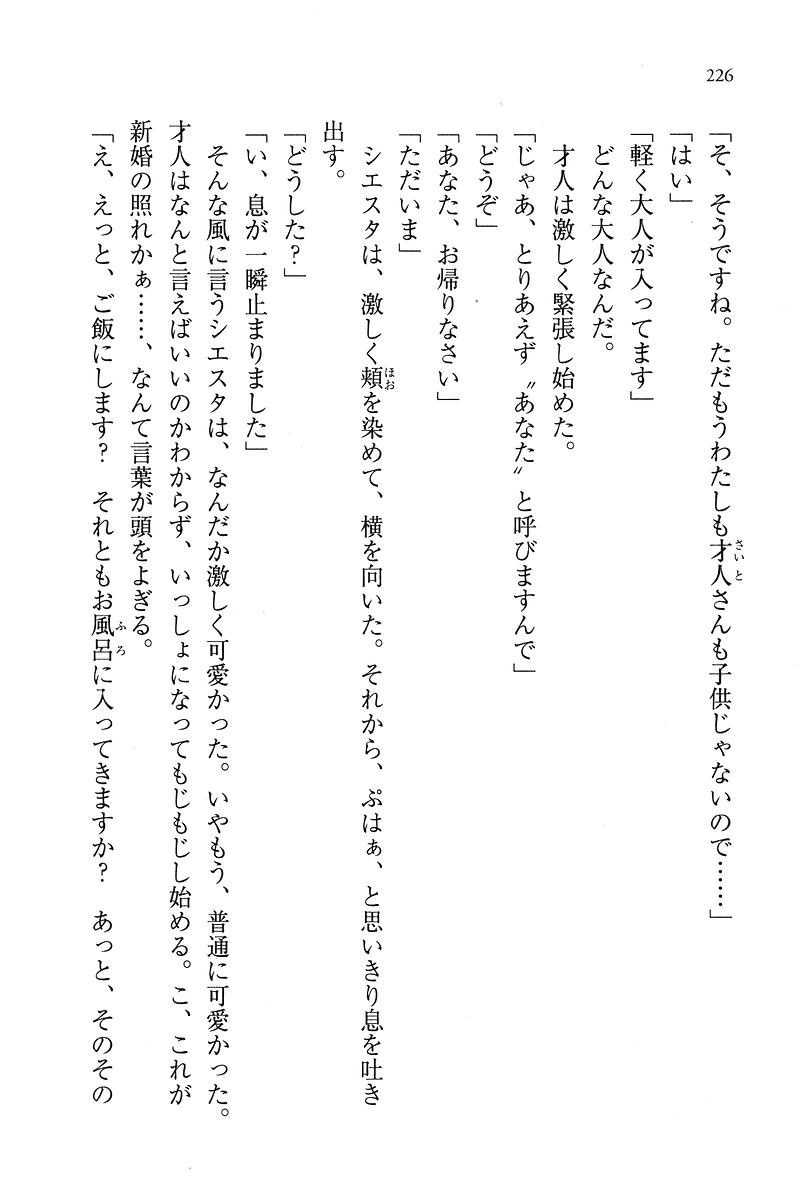 226
「そ、そうですね。ただもうわたしも才人さんも子供じゃないので……」
「はい」
「軽く大人が入ってます」
　どんな大人なんだ。
　才人は激しく緊張し始めた。
「じゃあ、とりあえず〝あなた〟と呼びますんで」
「どうぞ」
「あなた、お帰りなさい」
「ただいま」
　シエスタは、激しく頬を染めて、横を向いた。それから、ぷはぁ、と思いきり息を吐き
出す。
「どうした？」
「い、息が一瞬止まりました」
　そんな風に言うシエスタは、なんだか激しく可愛かった。いやもう、普通に可愛かった。
才人はなんと言えばいいのかわからず、いっしょになってもじもじし始める。こ、これが
新婚の照れかぁ……、なんて言葉が頭をよぎる。
「え、えっと、ご飯にします？　それともお風呂に入ってきますか？　あっと、そのその